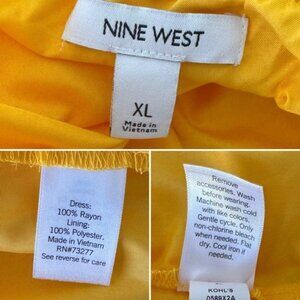 NINE WEST
XL
Made in
Vietnam
Dress:
100% Rayon
Lining:
100% Polyester.
Made in Vietnam
RN#73277
See reverse for care
Remove
accessories. Wash
before wearing.
Machine wash cold
with like colors.
Gentle cycle. Only
non-chlorine bleach
when needed. Flat
dry. Cool iron if
needed.
KOHL'S
0589X2A